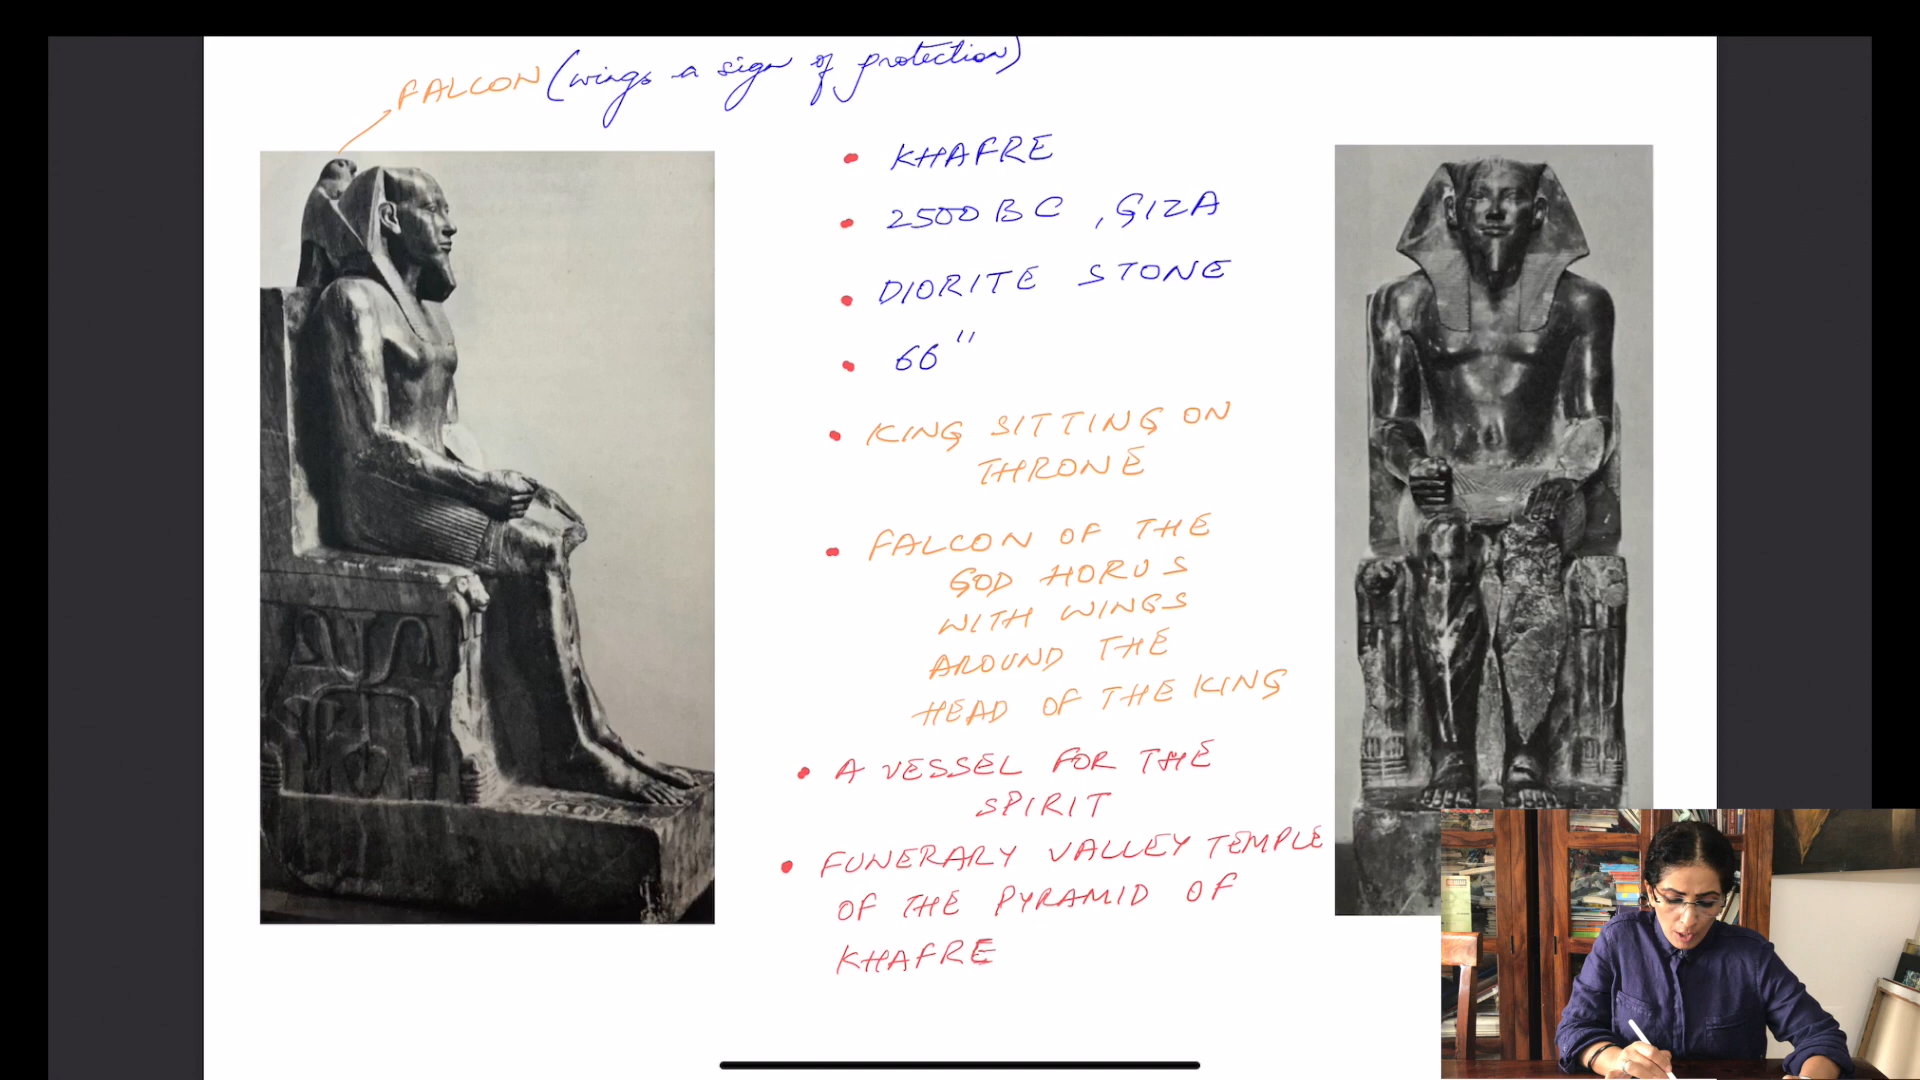 FALCON (wings a sign of protection)
• KHAFRE
• 2500 BC , GIZA
• DIORITE STONE
• 66"
• KING SITTING ON
THRONE
• FALCON OF THE
GOD HORUS
WITH WINGS
AROUND THE
HEAD OF THE KING
• A VESSEL FOR THE
SPIRIT
• FUNERARY VALLEY TEMPLE
OF THE PYRAMID OF
KHAFRE